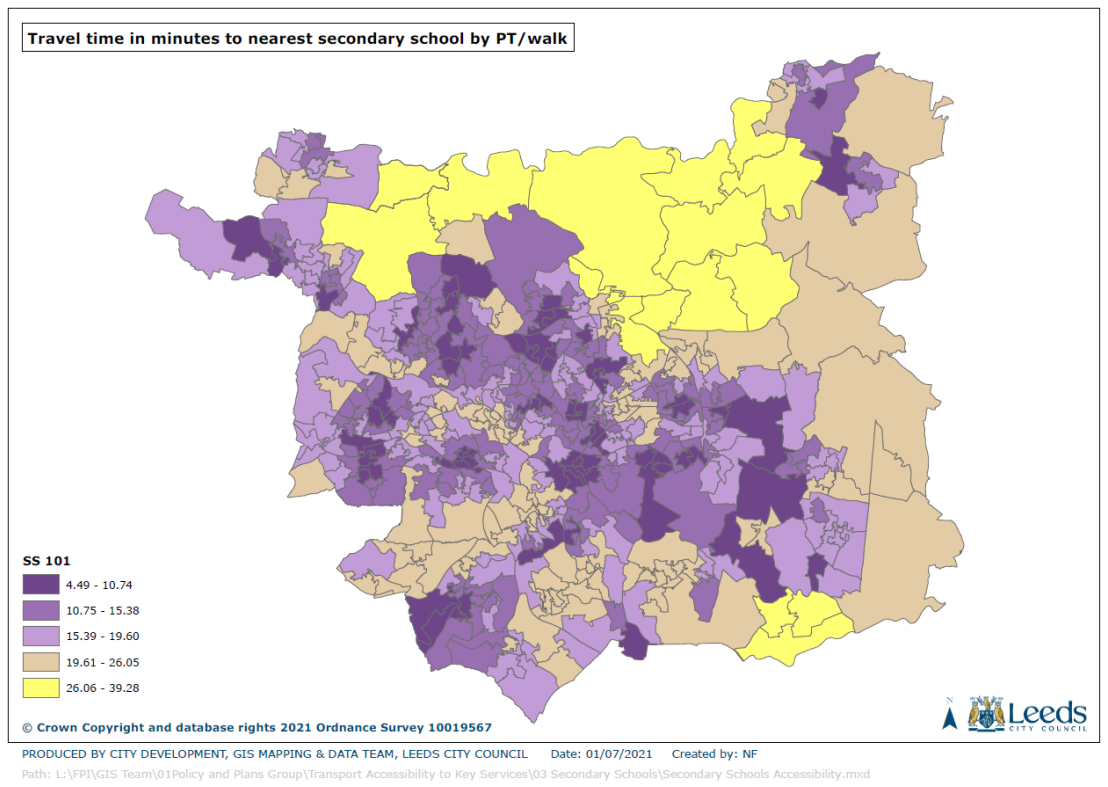 Travel time in minutes to nearest secondary school by PT/walk
SS 101
4.49 - 10.74
10.75 - 15.38
15.39 - 19.60
19.61 - 26.05
26.06 - 39.28
N
Leeds
CITY COUNCIL
© Crown Copyright and database rights 2021 Ordnance Survey 10019567
PRODUCED BY CITY DEVELOPMENT, GIS MAPPING & DATA TEAM, LEEDS CITY COUNCIL Date: 01/07/2021 Created by: NF
Path: L:\FPI\GIS Team\01Policy and Plans Group\Transport Accessibility to Key Services\03 Secondary Schools\Secondary Schools Accessibility.mxd